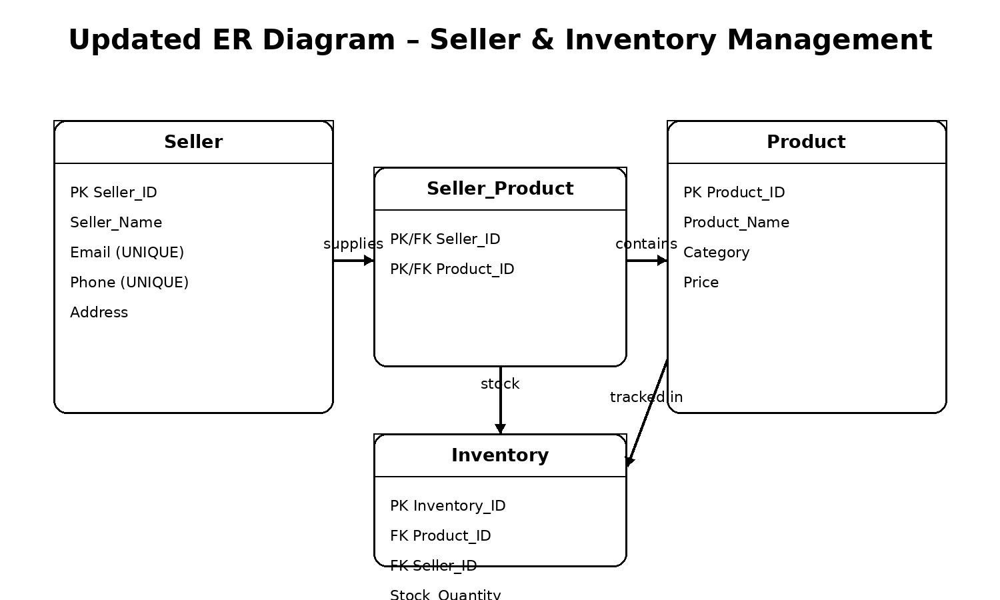 Updated ER Diagram – Seller & Inventory Management
Seller
PK Seller_ID
Seller_Name
Email (UNIQUE)
Phone (UNIQUE)
Address
supplies
Seller_Product
PK/FK Seller_ID
PK/FK Product_ID
contains
Product
PK Product_ID
Product_Name
Category
Price
stock
tracked in
Inventory
PK Inventory_ID
FK Product_ID
FK Seller_ID
Stock_Quantity